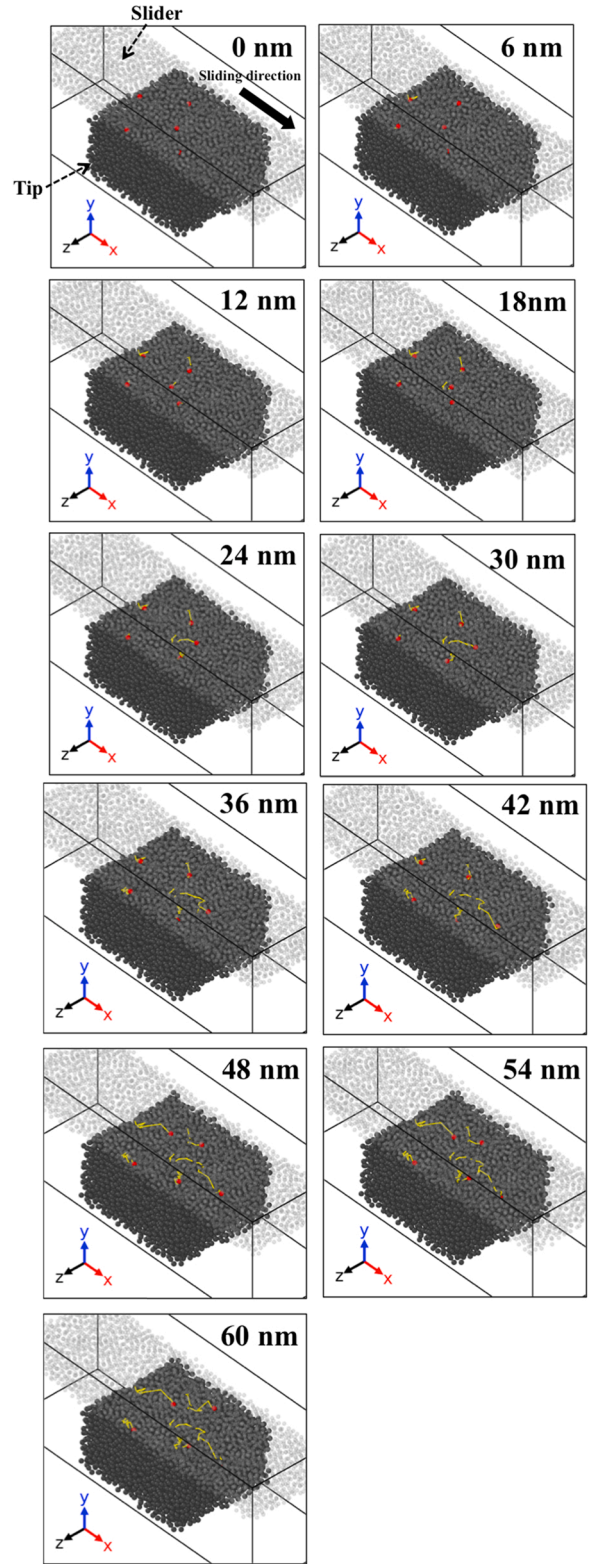 Slider
0 nm
Sliding direction
Tip
y
z
x
6 nm
y
z
x
12 nm
y
z
x
18nm
y
z
x
24 nm
y
z
x
30 nm
y
z
x
36 nm
y
z
x
42 nm
y
z
x
48 nm
y
z
x
54 nm
y
z
x
60 nm
y
z
x